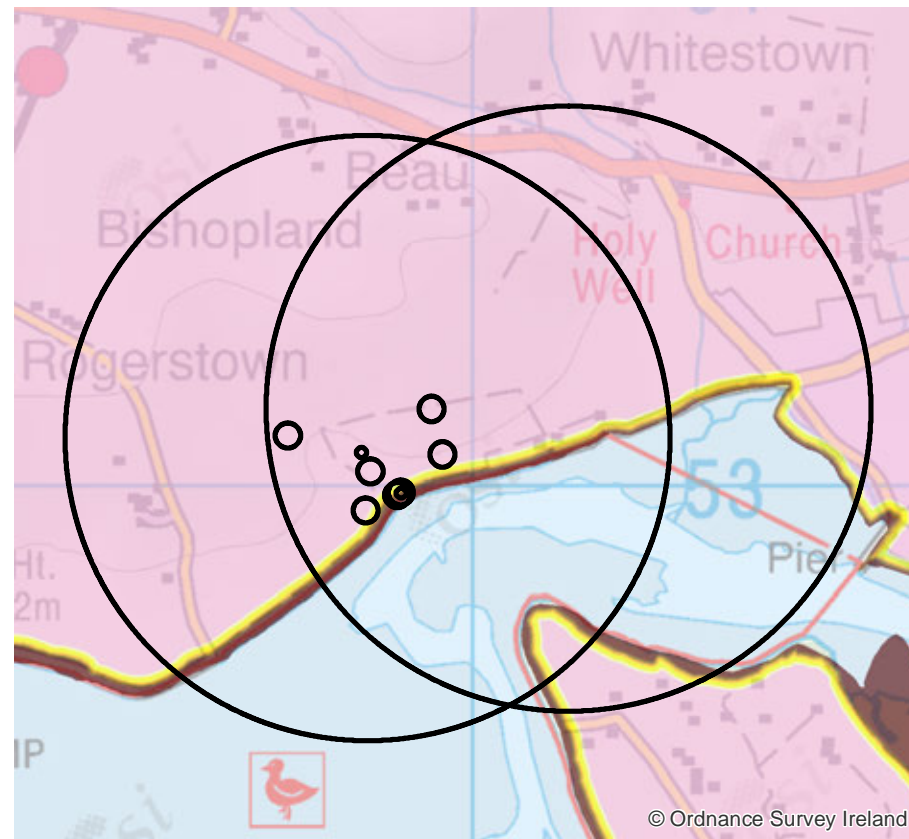 Whitestown
Beau
Bishopland
Holy
Well
Church
Rogerstown
53
Ht.
2m
Pier
IP
© Ordnance Survey Ireland